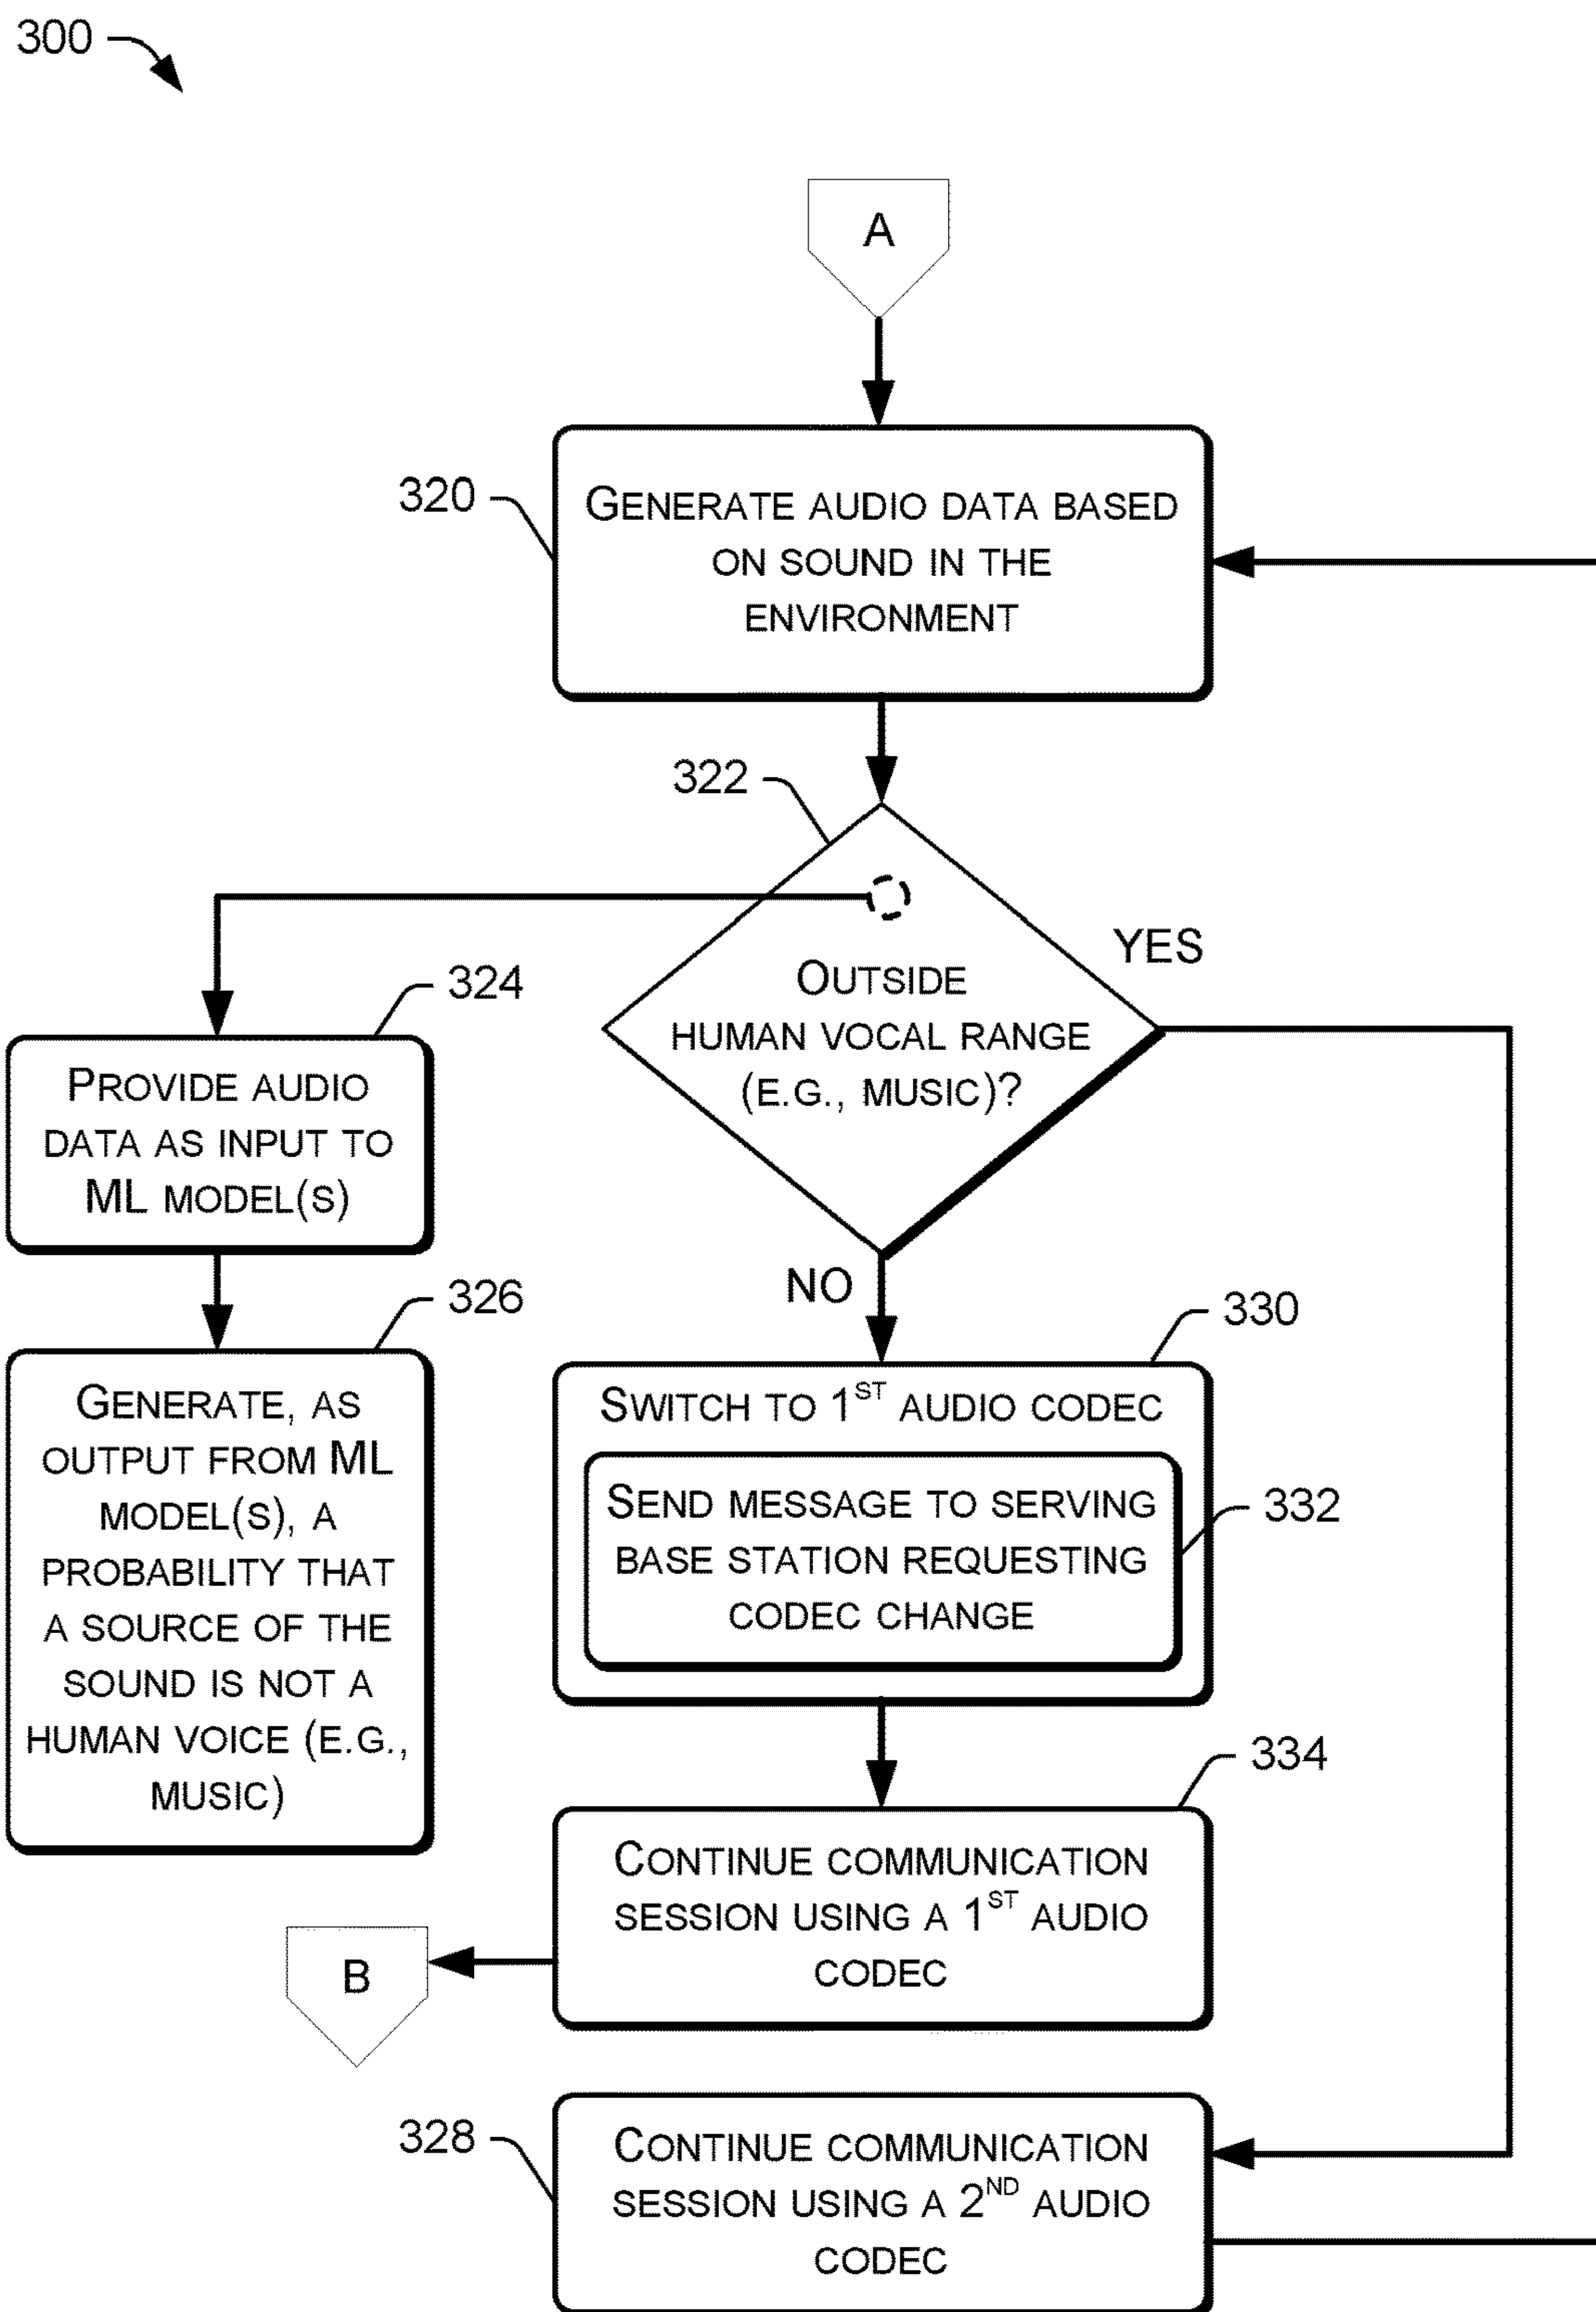 300
A
320
GENERATE AUDIO DATA BASED
ON SOUND IN THE
ENVIRONMENT
322
YES
OUTSIDE
HUMAN VOCAL RANGE
(E.G., MUSIC)?
324
PROVIDE AUDIO
DATA AS INPUT TO
ML MODEL(S)
326
GENERATE, AS
OUTPUT FROM ML
MODEL(S), A
PROBABILITY THAT
A SOURCE OF THE
SOUND IS NOT A
HUMAN VOICE (E.G.,
MUSIC)
NO
330
SWITCH TO 1ST AUDIO CODEC
SEND MESSAGE TO SERVING
BASE STATION REQUESTING
CODEC CHANGE
332
334
CONTINUE COMMUNICATION
SESSION USING A 1ST AUDIO
CODEC
B
328
CONTINUE COMMUNICATION
SESSION USING A 2ND AUDIO
CODEC